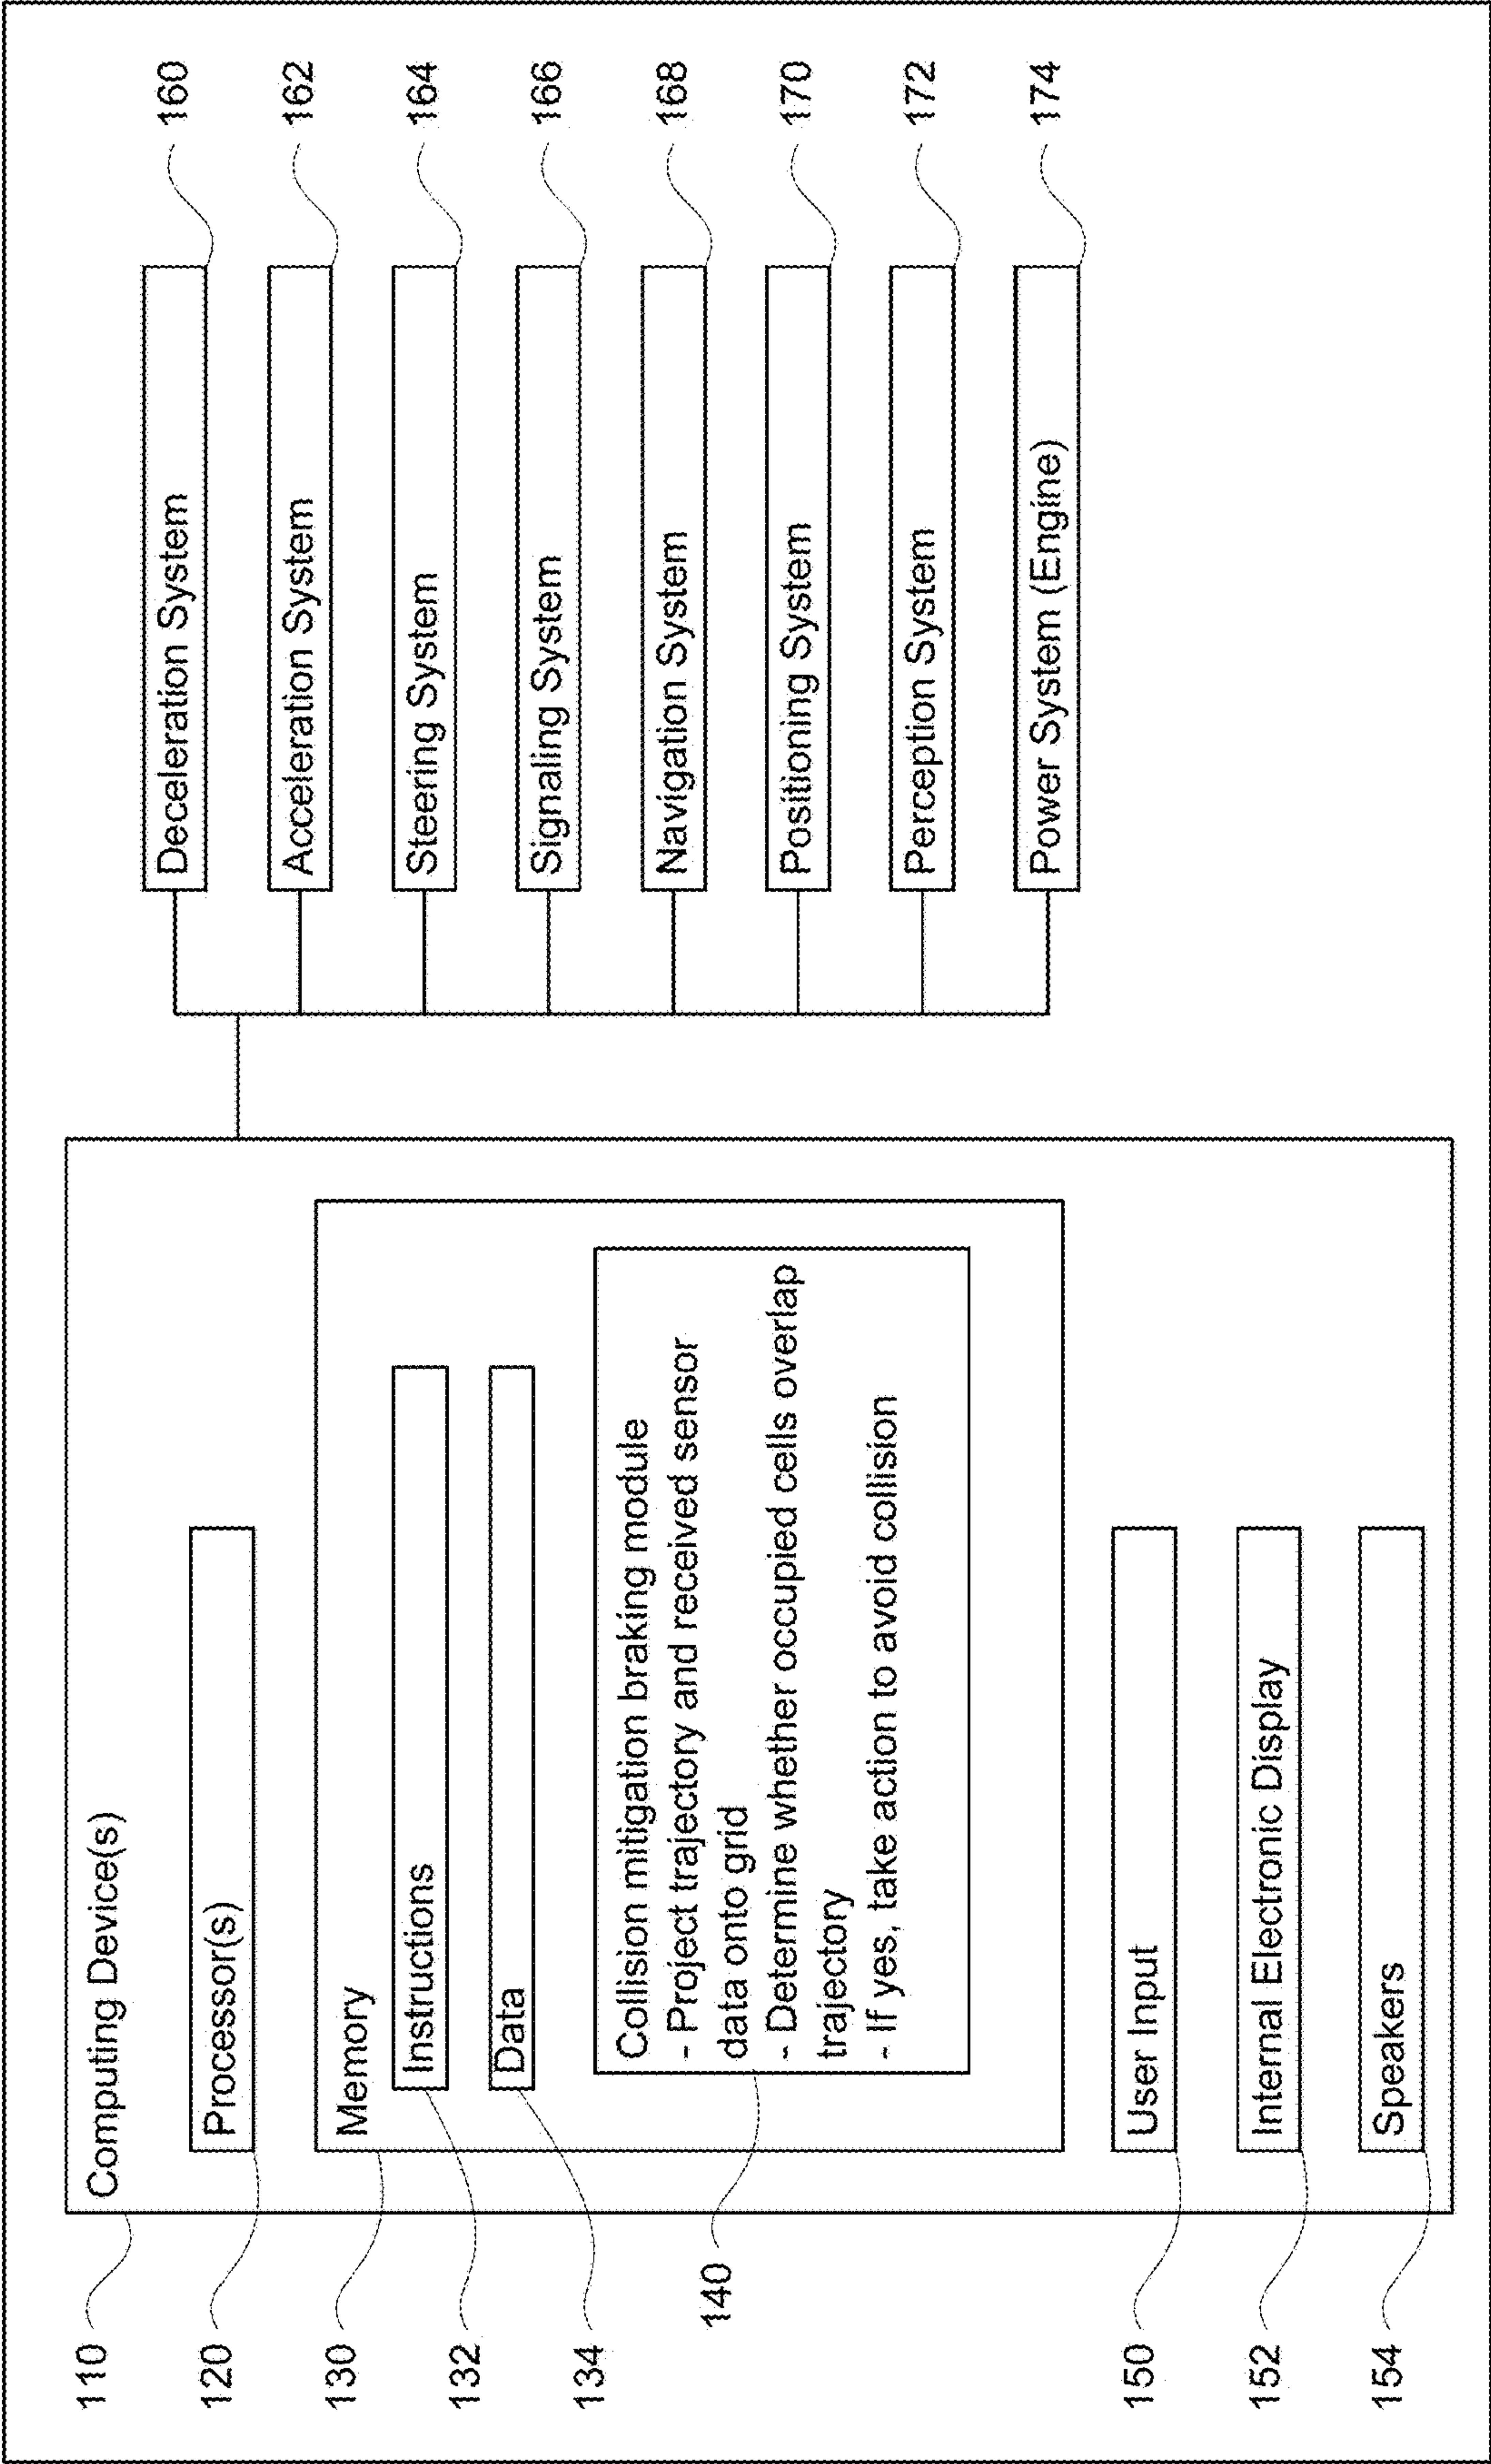 Computing Device(s)
110
Processor(s)
120
Memory
130
Instructions
132
Data
134
Collision mitigation braking module
- Project trajectory and received sensor
data onto grid
- Determine whether occupied cells overlap
trajectory
- If yes, take action to avoid collision
140
User Input
150
Internal Electronic Display
152
Speakers
154
Deceleration System
160
Acceleration System
162
Steering System
164
Signaling System
166
Navigation System
168
Positioning System
170
Perception System
172
Power System (Engine)
174